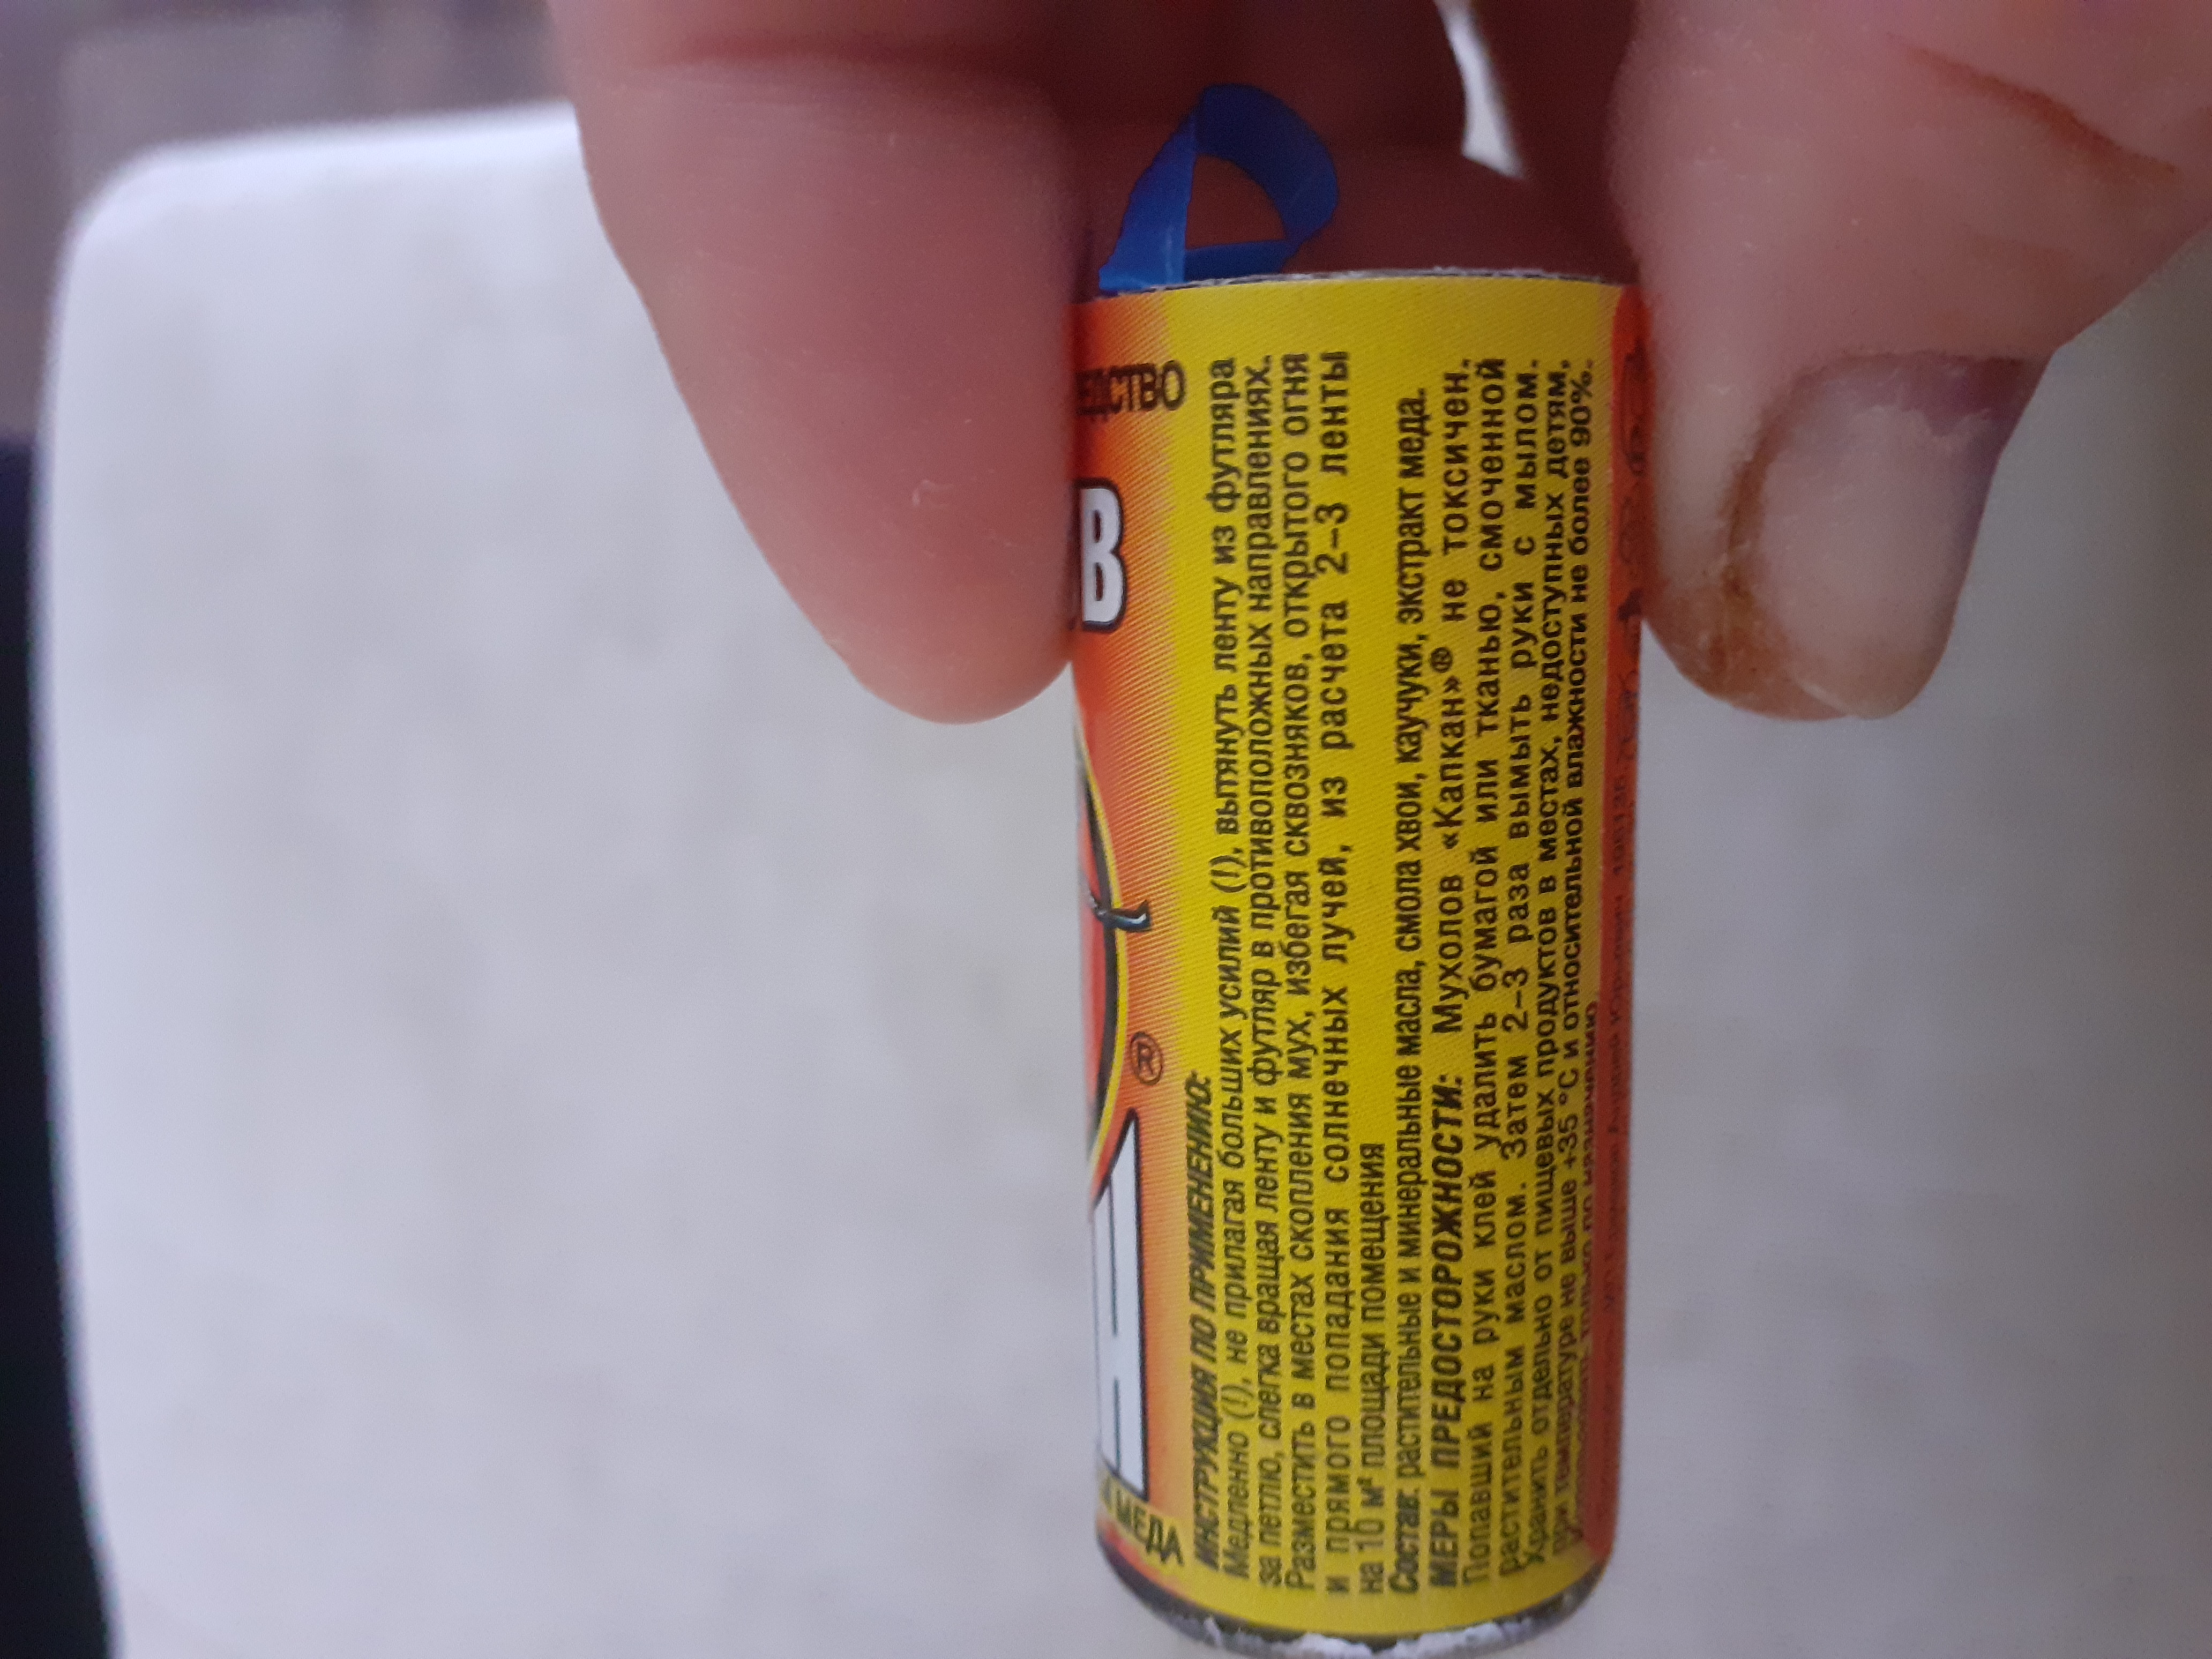 В
®
МЕДА
ИНСТРУКЦИЯ ПО ПРИМЕНЕНИЮ:
Медленно (!), не прилагая больших усилий (!), вытянуть ленту из футляра
за петлю, слегка вращая ленту и футляр в противоположных направлениях.
Разместить в местах скопления мух, избегая сквозняков, открытого огня
и прямого попадания солнечных лучей, из расчета 2-3 ленты
на 10 м² площади помещения
Состав: растительные и минеральные масла, смола хвои, каучуки, экстракт меда.
МЕРЫ ПРЕДОСТОРОЖНОСТИ: Мухолов «Капкан»® не токсичен.
Попавший на руки клей удалить бумагой или тканью, смоченной
растительным маслом. Затем 2-3 раза вымыть руки с мылом.
Хранить отдельно от пищевых продуктов в местах, недоступных детям,
при температуре не выше +35 °С и относительной влажности не более 90%.
только по назначению